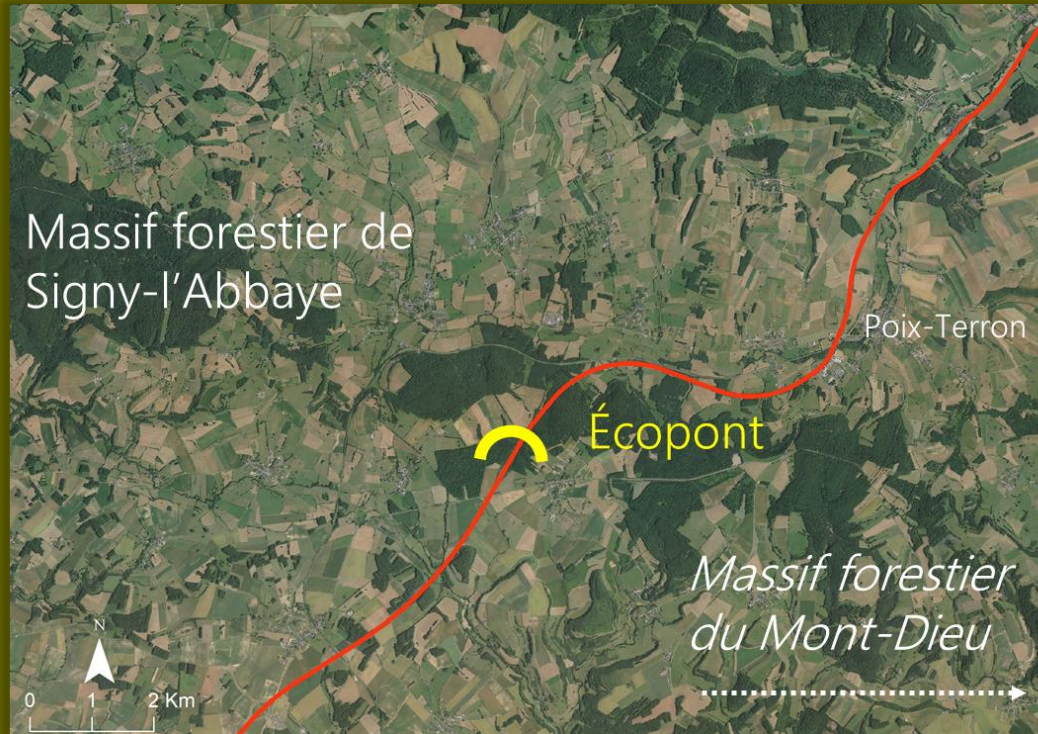 Massif forestier de
Signy-l'Abbaye
Poix-Terron
Écopont
Massif forestier
du Mont-Dieu
N
0 1 2 Km